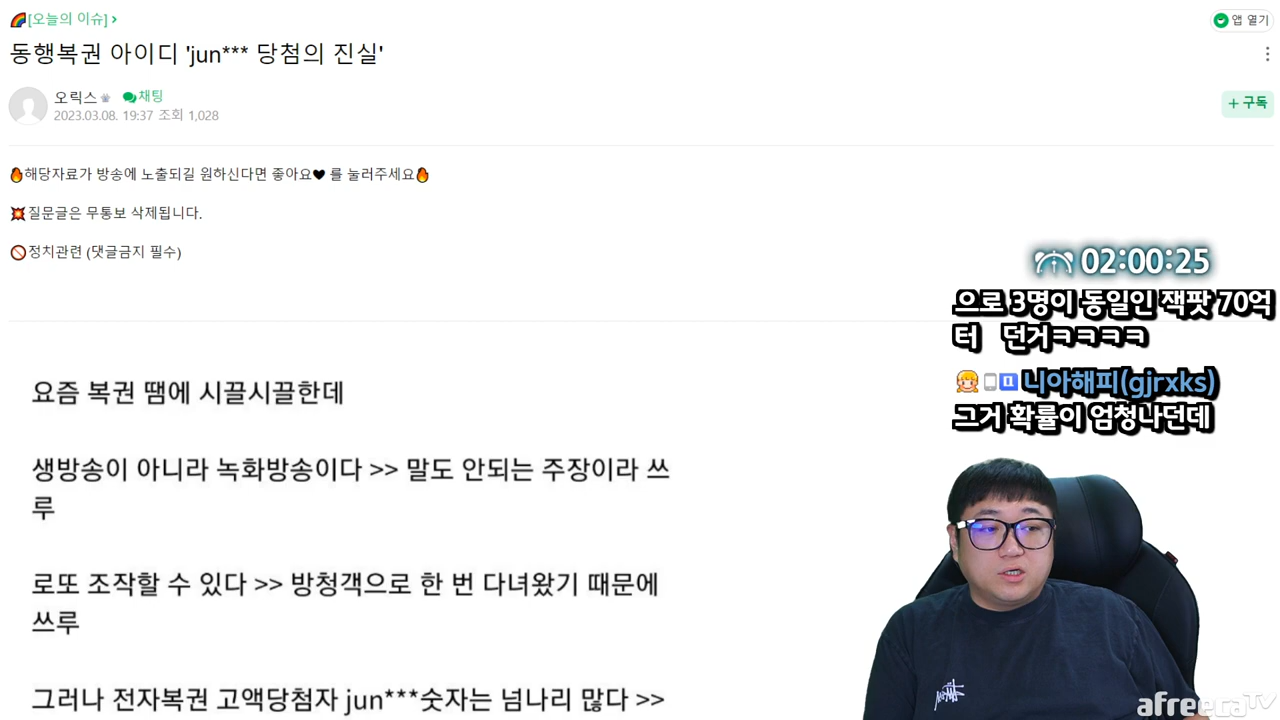 [오늘의 이슈] >
앱 열기
동행복권 아이디 'jun*** 당첨의 진실'
오릭스 채팅
2023.03.08. 19:37 조회 1,028
+ 구독
해당자료가 방송에 노출되길 원하신다면 좋아요 를 눌러주세요
질문글은 무통보 삭제됩니다.
정치관련 (댓글금지 필수)
02:00:25
으로 3명이 동일인 잭팟 70억
터 던거ㅋㅋㅋㅋ
니아해피(gjrxks)
그거 확률이 엄청나던데
요즘 복권 땜에 시끌시끌한데
생방송이 아니라 녹화방송이다 >> 말도 안되는 주장이라 쓰
루
로또 조작할 수 있다 >> 방청객으로 한 번 다녀왔기 때문에
쓰루
그러나 전자복권 고액당첨자 jun***숫자는 넘나리 많다 >>
afreecaTV